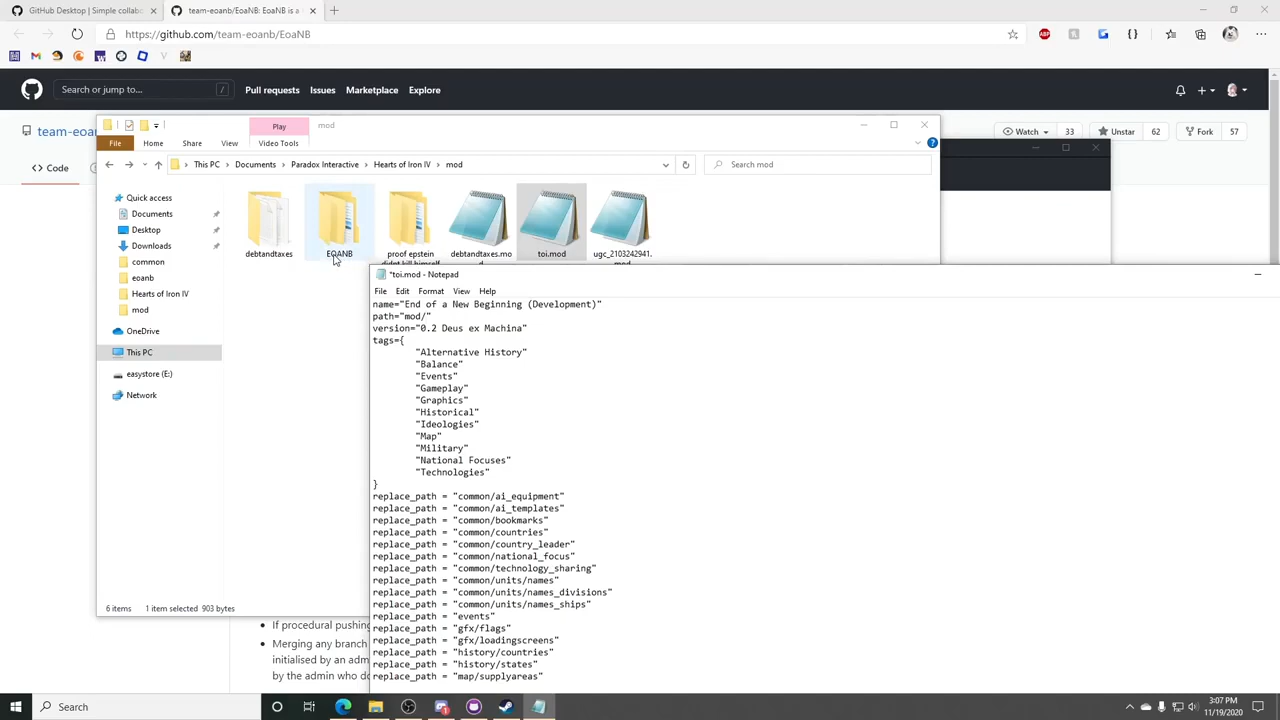 GitHub Desktop | Simple collabo
team-eoanb/EoANB: EoANB is a
https://github.com/team-eoanb/EoANB
Search or jump to...
/
Pull requests
Issues
Marketplace
Explore
team-eoa
Watch
33
Unstar
62
Fork
57
Code
Play
mod
File
Home
Share
View
Video Tools
This PC
Documents
Paradox Interactive
Hearts of Iron IV
mod
Search mod
Quick access
Documents
Desktop
Downloads
common
eoanb
Hearts of Iron IV
mod
OneDrive
This PC
easystore (E:)
Network
debtandtaxes
EOANB
proof epstein
didnt kill himself
debtandtaxes.mo
d
toi.mod
ugc_2103242941.
mod
6 items
1 item selected 903 bytes
*toi.mod - Notepad
File
Edit
Format
View
Help
name="End of a New Beginning (Development)"
path="mod/"
version="0.2 Deus ex Machina"
tags={
"Alternative History"
"Balance"
"Events"
"Gameplay"
"Graphics"
"Historical"
"Ideologies"
"Map"
"Military"
"National Focuses"
"Technologies"
}
replace_path = "common/ai_equipment"
replace_path = "common/ai_templates"
replace_path = "common/bookmarks"
replace_path = "common/countries"
replace_path = "common/country_leader"
replace_path = "common/national_focus"
replace_path = "common/technology_sharing"
replace_path = "common/units/names"
replace_path = "common/units/names_divisions"
replace_path = "common/units/names_ships"
replace_path = "events"
replace_path = "gfx/flags"
replace_path = "gfx/loadingscreens"
replace_path = "history/countries"
replace_path = "history/states"
replace_path = "map/supplyareas"
If procedural pushing
Merging any branch
initialised by an adm
by the admin who do
Search
3:07 PM
11/19/2020